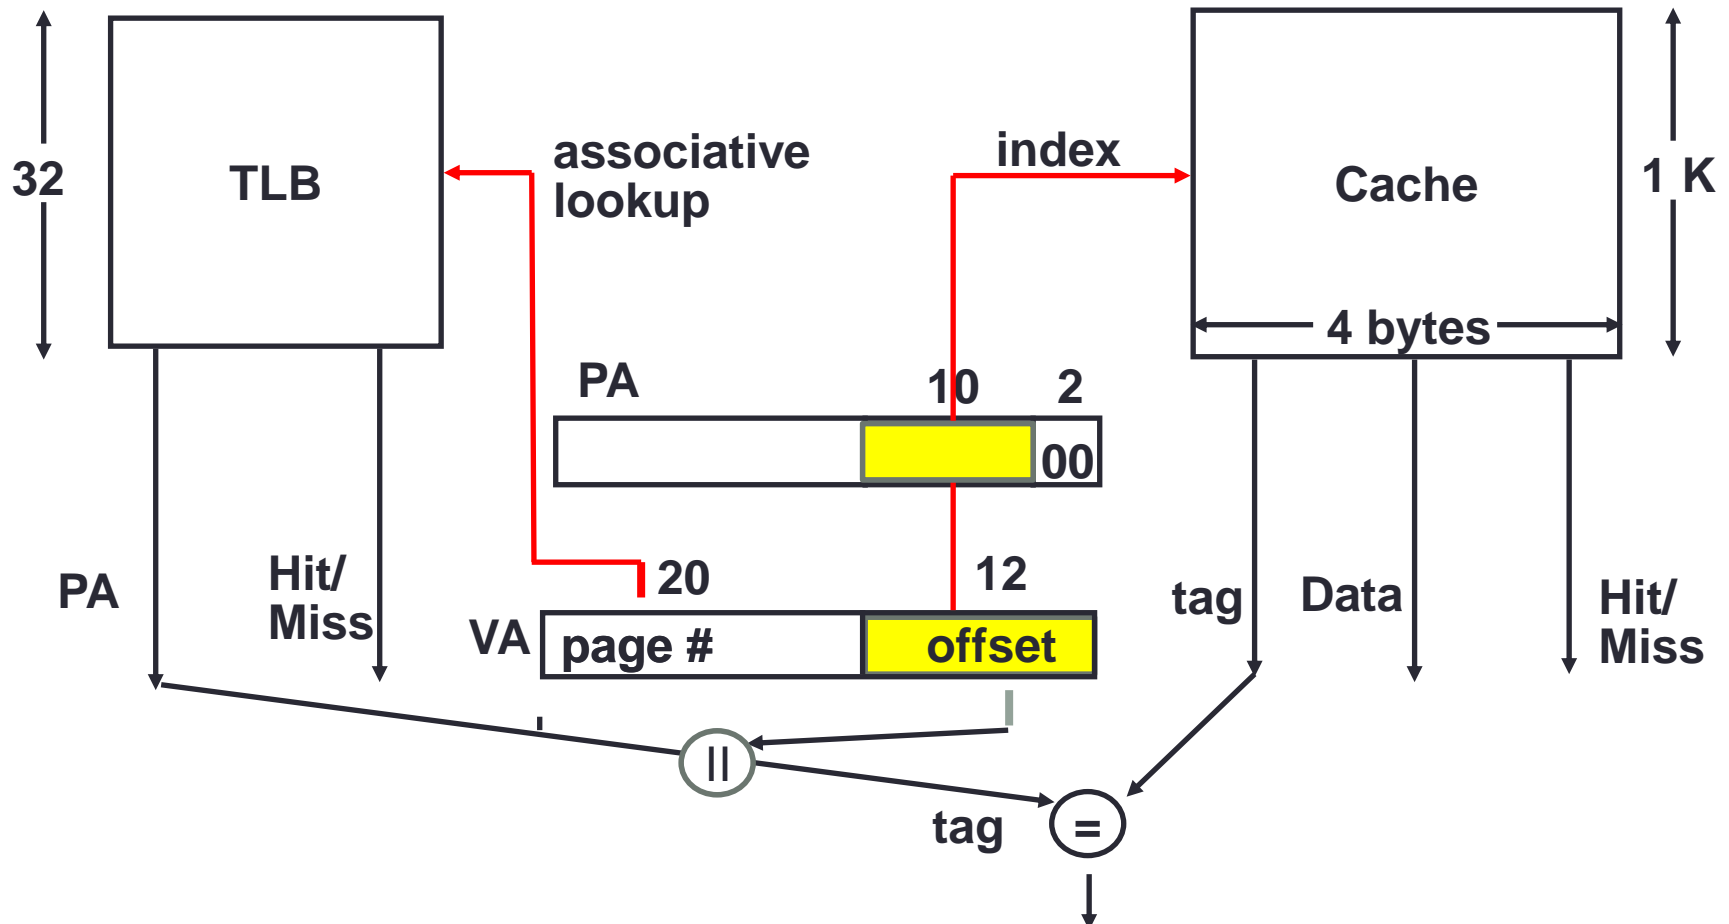 32
TLB
associative
lookup
index
Cache
1 K
4 bytes
PA
10
2
00
PA
Hit/
Miss
20
12
VA
page #
offset
tag
Data
Hit/
Miss
||
tag
=